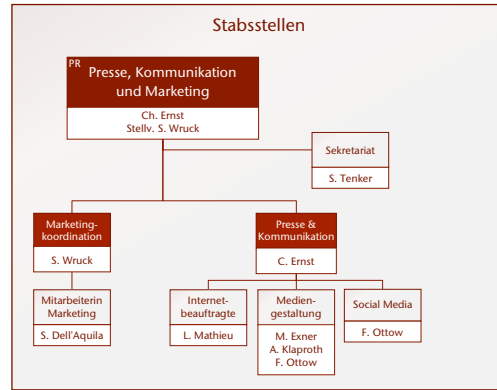 Stabsstellen
PR
Presse, Kommunikation
und Marketing
Ch. Ernst
Stellv. S. Wruck
Sekretariat
S. Tenker
Marketing-
koordination
S. Wruck
Presse &
Kommunikation
C. Ernst
Mitarbeiterin
Marketing
S. Dell'Aquila
Internet-
beauftragte
L. Mathieu
Medien-
gestaltung
M. Exner
A. Klaproth
F. Ottow
Social Media
F. Ottow